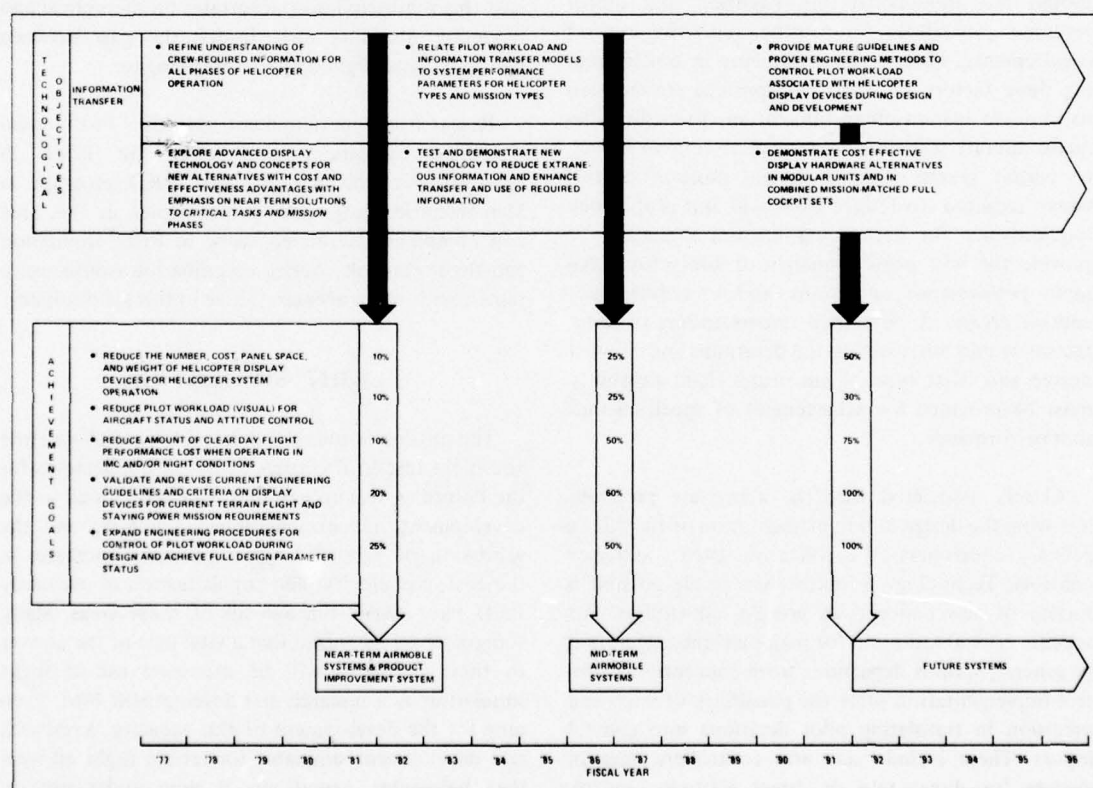 TECHNOLOGICAL
OBJECTIVES
INFORMATION
TRANSFER
• REFINE UNDERSTANDING OF
CREW-REQUIRED INFORMATION FOR
ALL PHASES OF HELICOPTER
OPERATION
• RELATE PILOT WORKLOAD AND
INFORMATION TRANSFER MODELS
TO SYSTEM PERFORMANCE
PARAMETERS FOR HELICOPTER
TYPES AND MISSION TYPES
• PROVIDE MATURE GUIDELINES AND
PROVEN ENGINEERING METHODS TO
CONTROL PILOT WORKLOAD
ASSOCIATED WITH HELICOPTER
DISPLAY DEVICES DURING DESIGN
AND DEVELOPMENT
• EXPLORE ADVANCED DISPLAY
TECHNOLOGY AND CONCEPTS FOR
NEW ALTERNATIVES WITH COST AND
EFFECTIVENESS ADVANTAGES WITH
EMPHASIS ON NEAR TERM SOLUTIONS
TO CRITICAL TASKS AND MISSION
PHASES
• TEST AND DEMONSTRATE NEW
TECHNOLOGY TO REDUCE EXTRANE-
OUS INFORMATION AND ENHANCE
TRANSFER AND USE OF REQUIRED
INFORMATION
• DEMONSTRATE COST EFFECTIVE
DISPLAY HARDWARE ALTERNATIVES
IN MODULAR UNITS AND IN
COMBINED MISSION MATCHED FULL
COCKPIT SETS
ACHIEVEMENT
GOALS
• REDUCE THE NUMBER, COST, PANEL SPACE, 10% 25% 50%
AND WEIGHT OF HELICOPTER DISPLAY
DEVICES FOR HELICOPTER SYSTEM
OPERATION
• REDUCE PILOT WORKLOAD (VISUAL) FOR 10% 25% 30%
AIRCRAFT STATUS AND ATTITUDE CONTROL
• REDUCE AMOUNT OF CLEAR DAY FLIGHT 10% 50% 75%
PERFORMANCE LOST WHEN OPERATING IN
IMC AND/OR NIGHT CONDITIONS
• VALIDATE AND REVISE CURRENT ENGINEERING
GUIDELINES AND CRITERIA ON DISPLAY 20% 60% 100%
DEVICES FOR CURRENT TERRAIN FLIGHT AND
STAYING POWER MISSION REQUIREMENTS
• EXPAND ENGINEERING PROCEDURES FOR
CONTROL OF PILOT WORKLOAD DURING 25% 50% 100%
DESIGN AND ACHIEVE FULL DESIGN PARAMETER
STATUS
NEAR-TERM AIRMOBILE
SYSTEMS & PRODUCT
IMPROVEMENT SYSTEM
MID-TERM
AIRMOBILE
SYSTEMS
FUTURE SYSTEMS
'77 '78 '79 '80 '81 '82 '83 '84 '85 '86 '87 '88 '89 '90 '91 '92 '93 '94 '95 '96
FISCAL YEAR